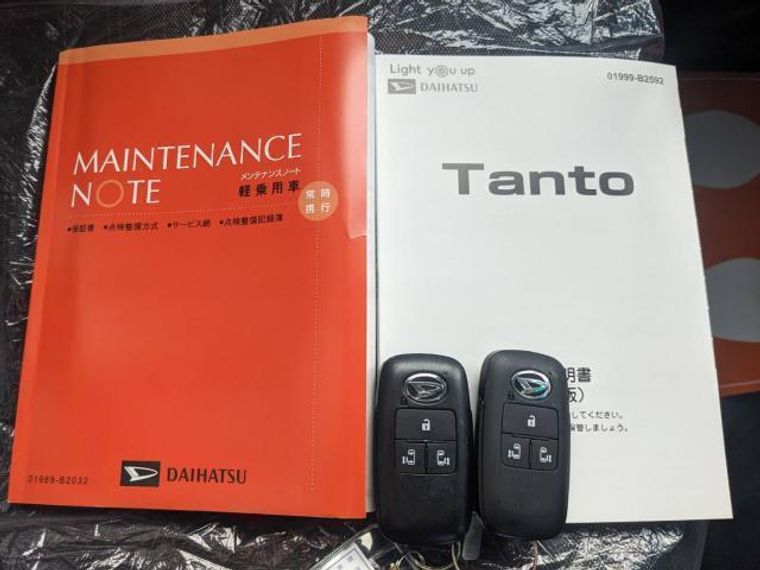 MAINTENANCE
NOTE
メンテナンスノート
軽乗用車
常時
携行
●保証書 ●点検整備方式 ●サービス網 ●点検整備記録簿
01989-B2032
DAIHATSU
Light you up
DAIHATSU
01999-B2592
Tanto
明書
版）
してください。
保管しましょう。